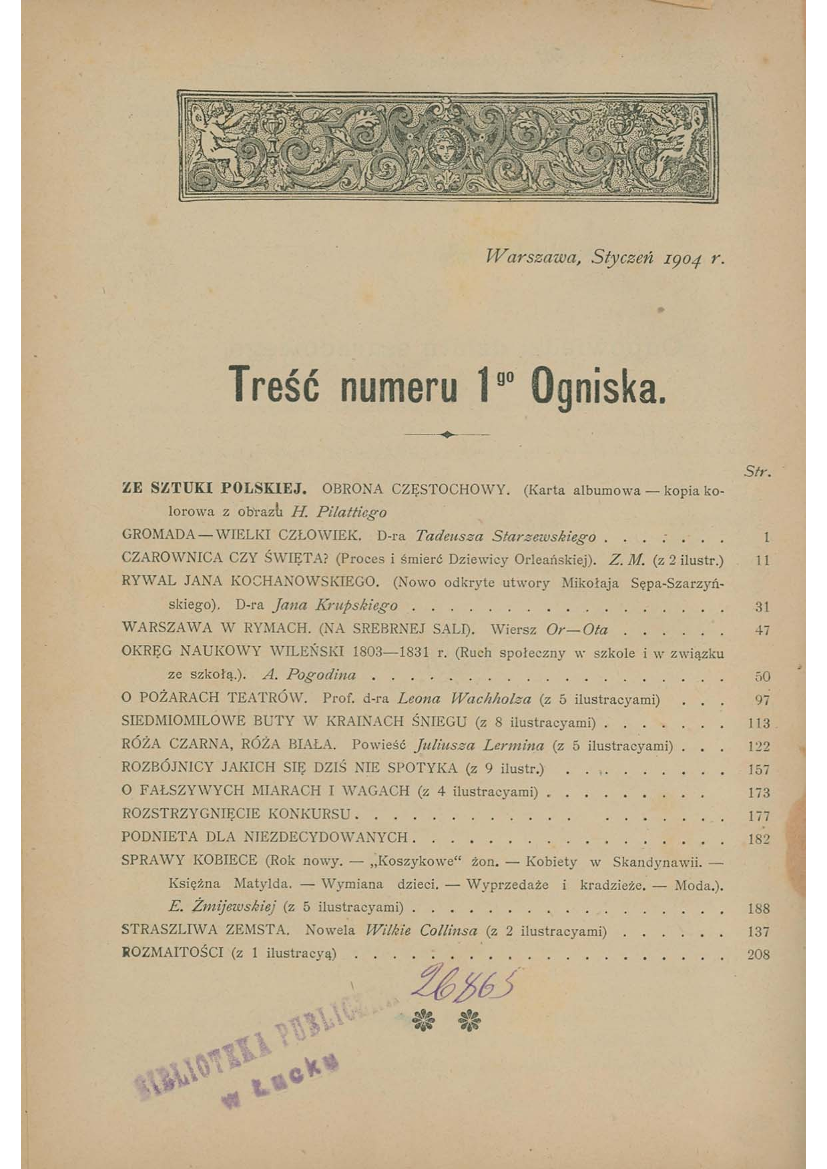 Warszawa, Styczeń 1904 r.
Treść numeru 1go Ogniska.
Str.
ZE SZTUKI POLSKIEJ. OBRONA CZĘSTOCHOWY. (Karta albumowa — kopia ko-
lorowa z obrazu H. Pilattiego
GROMADA — WIELKI CZŁOWIEK. D-ra Tadeusza Starzewskiego . . . . . . . 1
CZAROWNICA CZY ŚWIĘTA? (Proces i śmierć Dziewicy Orleańskiej). Z. M. (z 2 ilustr.) 11
RYWAL JANA KOCHANOWSKIEGO. (Nowo odkryte utwory Mikołaja Sępa-Szarzyń-
skiego). D-ra Jana Krupskiego . . . . . . . . . . . . . . . . . 31
WARSZAWA W RYMACH. (NA SREBRNEJ SALI). Wiersz Or—Ota . . . . . . 47
OKRĘG NAUKOWY WILEŃSKI 1803—1831 r. (Ruch społeczny w szkole i w związku
ze szkołą.). A. Pogodina . . . . . . . . . . . . . . . . . . . 50
O POŻARACH TEATRÓW. Prof. d-ra Leona Wachholza (z 5 ilustracyami) . . . 97
SIEDMIOMILOWE BUTY W KRAINACH ŚNIEGU (z 8 ilustracyami) . . . . . . . 113
RÓŻA CZARNA, RÓŻA BIAŁA. Powieść Juliusza Lermina (z 5 ilustracyami) . . . 122
ROZBÓJNICY JAKICH SIĘ DZIŚ NIE SPOTYKA (z 9 ilustr.) . . . . . . . . . 157
O FAŁSZYWYCH MIARACH I WAGACH (z 4 ilustracyami) . . . . . . . . . 173
ROZSTRZYGNIĘCIE KONKURSU . . . . . . . . . . . . . . . . . . 177
PODNIETA DLA NIEZDECYDOWANYCH . . . . . . . . . . . . . . . . . 182
SPRAWY KOBIECE (Rok nowy. — „Koszykowe“ żon. — Kobiety w Skandynawii. —
Księżna Matylda. — Wymiana dzieci. — Wyprzedaże i kradzieże. — Moda.).
E. Żmijewskiej (z 5 ilustracyami) . . . . . . . . . . . . . . . . . 188
STRASZLIWA ZEMSTA. Nowela Wilkie Collinsa (z 2 ilustracyami) . . . . . . 137
ROZMAITOŚCI (z 1 ilustracyą) . . . . . . . . . . . . . . . . . . . . 208
26865
BIBLIOTEKA PUBLICZNA
w Łucku